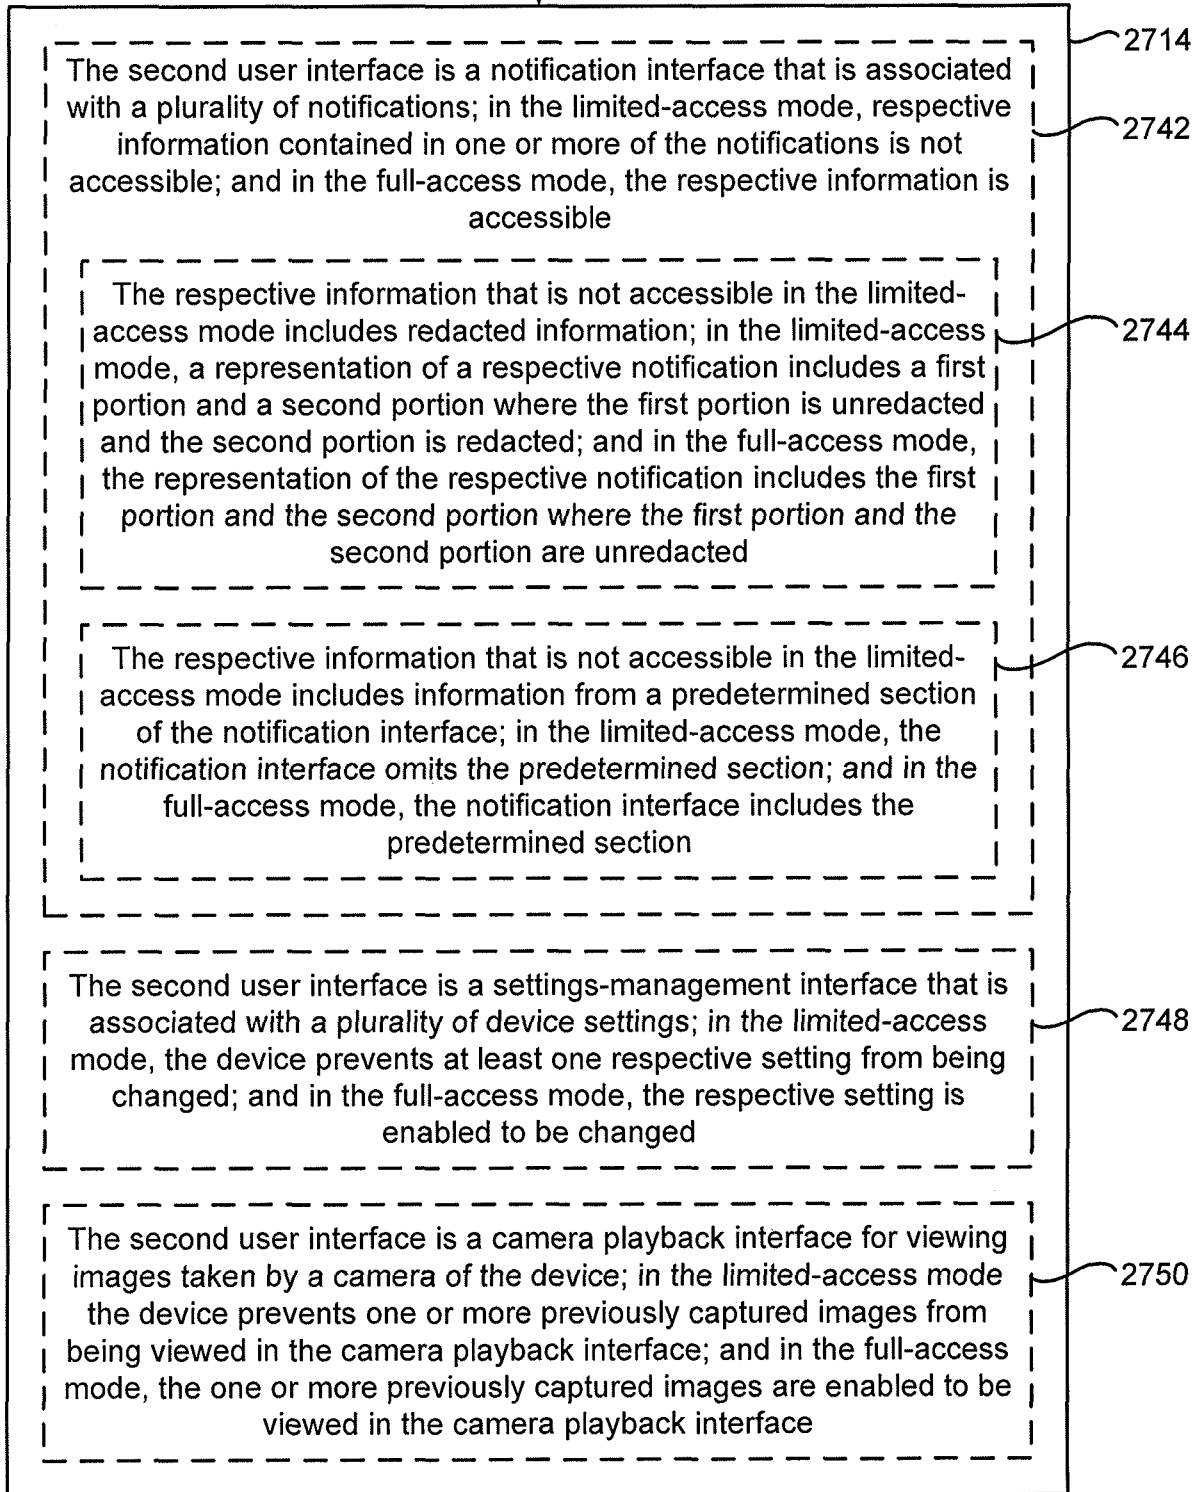 2714
The second user interface is a notification interface that is associated
with a plurality of notifications; in the limited-access mode, respective
information contained in one or more of the notifications is not
accessible; and in the full-access mode, the respective information is
accessible
2742
The respective information that is not accessible in the limited-
access mode includes redacted information; in the limited-access
mode, a representation of a respective notification includes a first
portion and a second portion where the first portion is unredacted
and the second portion is redacted; and in the full-access mode,
the representation of the respective notification includes the first
portion and the second portion where the first portion and the
second portion are unredacted
2744
The respective information that is not accessible in the limited-
access mode includes information from a predetermined section
of the notification interface; in the limited-access mode, the
notification interface omits the predetermined section; and in the
full-access mode, the notification interface includes the
predetermined section
2746
The second user interface is a settings-management interface that is
associated with a plurality of device settings; in the limited-access
mode, the device prevents at least one respective setting from being
changed; and in the full-access mode, the respective setting is
enabled to be changed
2748
The second user interface is a camera playback interface for viewing
images taken by a camera of the device; in the limited-access mode
the device prevents one or more previously captured images from
being viewed in the camera playback interface; and in the full-access
mode, the one or more previously captured images are enabled to be
viewed in the camera playback interface
2750